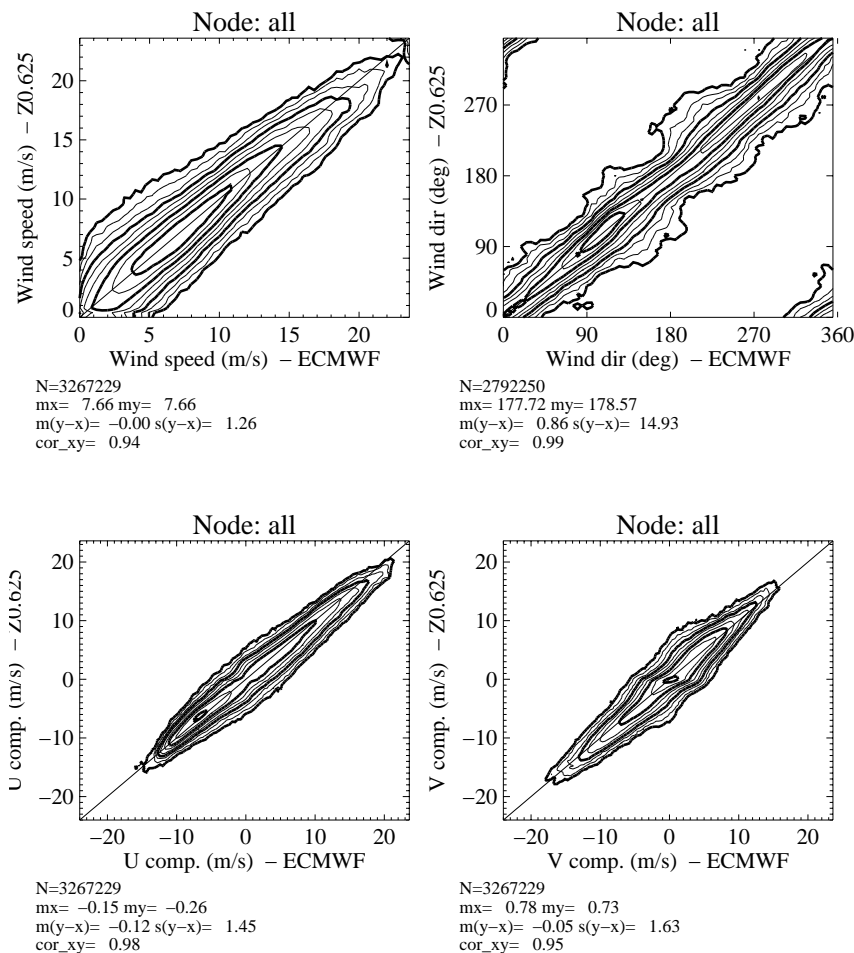 Node: all
Wind speed (m/s) – Z0.625
20
15
10
5
0
0 5 10 15 20
Wind speed (m/s) – ECMWF
N=3267229
mx= 7.66 my= 7.66
m(y−x)= −0.00 s(y−x)= 1.26
cor_xy= 0.94
Node: all
Wind dir (deg) – Z0.625
270
180
90
0
0 90 180 270 360
Wind dir (deg) – ECMWF
N=2792250
mx= 177.72 my= 178.57
m(y−x)= 0.86 s(y−x)= 14.93
cor_xy= 0.99
Node: all
U comp. (m/s) – Z0.625
20
10
0
−10
−20
−20 −10 0 10 20
U comp. (m/s) – ECMWF
N=3267229
mx= −0.15 my= −0.26
m(y−x)= −0.12 s(y−x)= 1.45
cor_xy= 0.98
Node: all
V comp. (m/s) – Z0.625
20
10
0
−10
−20
−20 −10 0 10 20
V comp. (m/s) – ECMWF
N=3267229
mx= 0.78 my= 0.73
m(y−x)= −0.05 s(y−x)= 1.63
cor_xy= 0.95